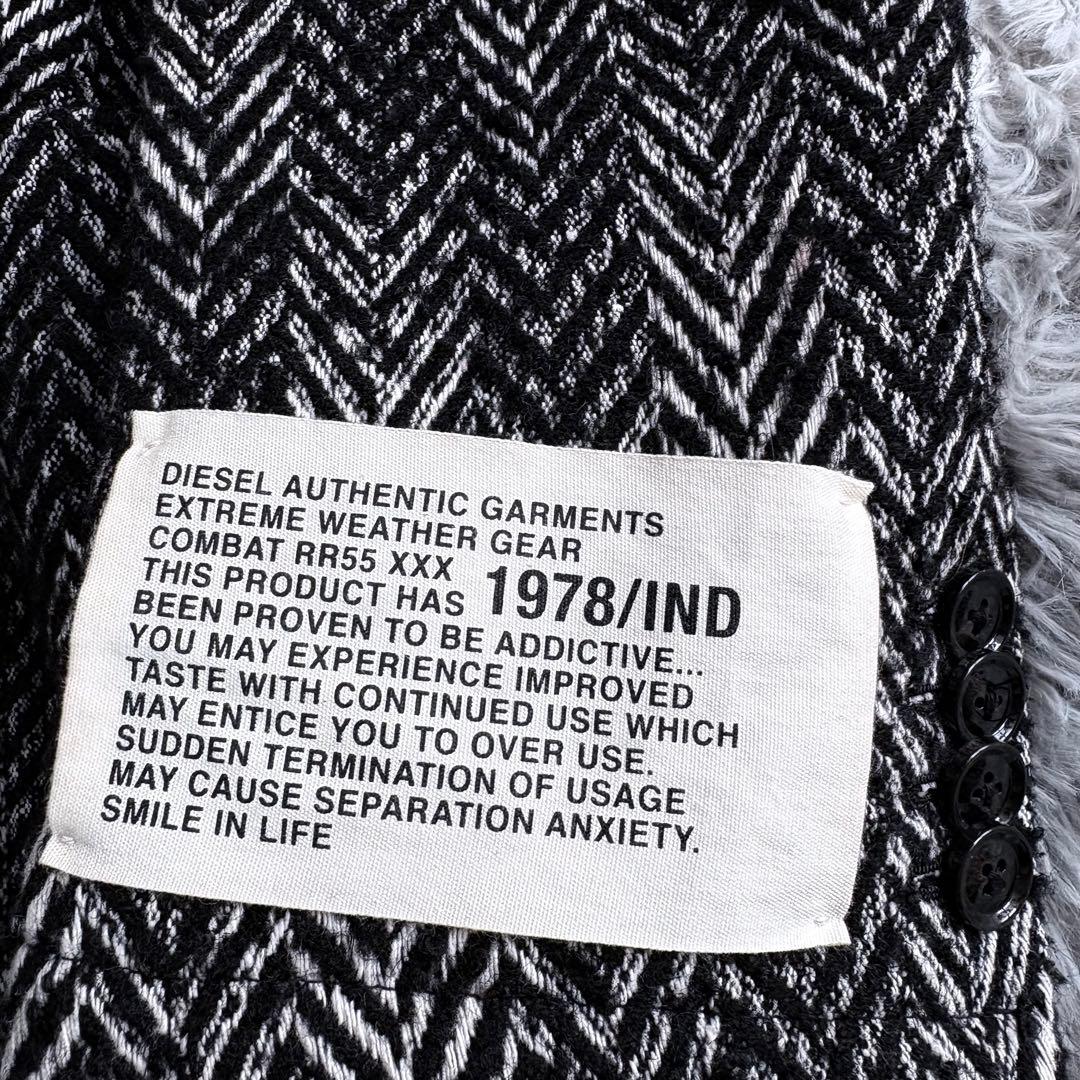 DIESEL AUTHENTIC GARMENTS
EXTREME WEATHER GEAR
COMBAT RR55 XXX
THIS PRODUCT HAS 1978/IND
BEEN PROVEN TO BE ADDICTIVE...
YOU MAY EXPERIENCE IMPROVED
TASTE WITH CONTINUED USE WHICH
MAY ENTICE YOU TO OVER USE.
SUDDEN TERMINATION OF USAGE
MAY CAUSE SEPARATION ANXIETY.
SMILE IN LIFE